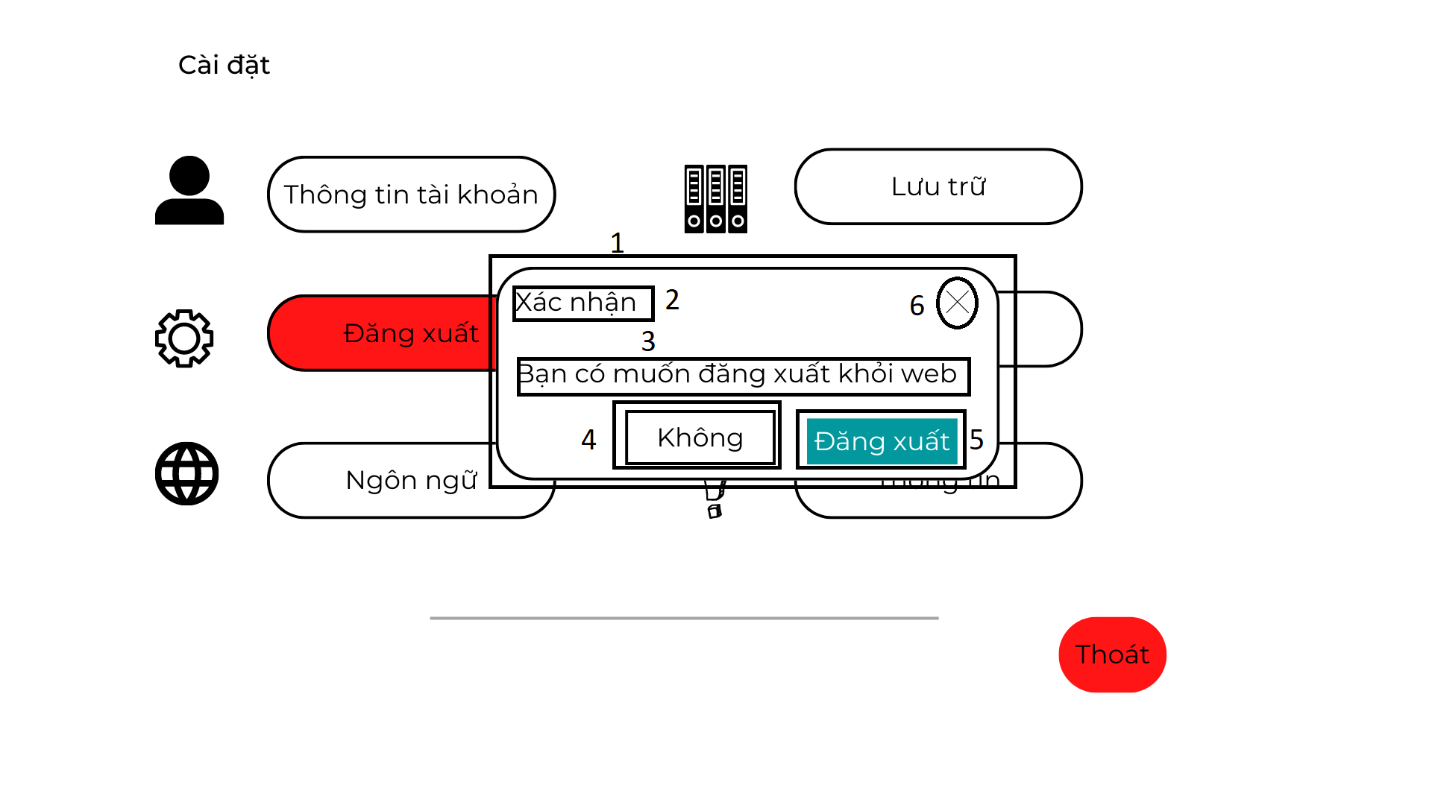 Cài đặt
Thông tin tài khoản
Lưu trữ
1
Đăng xuất
Xác nhận
2
6
3
Bạn có muốn đăng xuất khỏi web
4
Không
Đăng xuất
5
Ngôn ngữ
Thoát